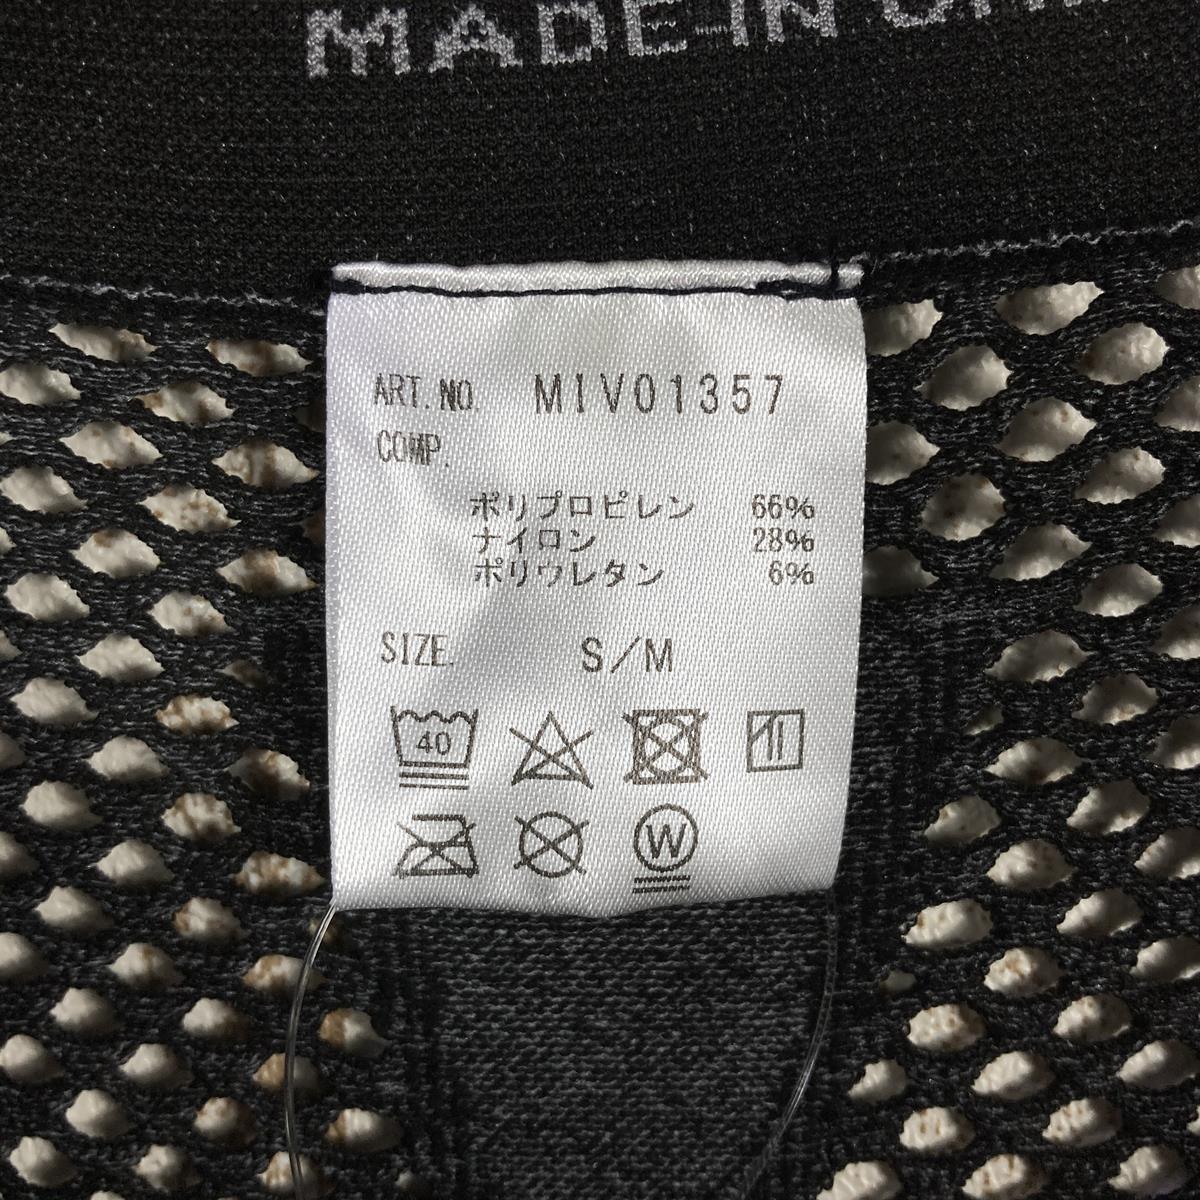 MADE IN
ART.NO. MIV01357
COMP.
ポリプロピレン 66%
ナイロン 28%
ポリウレタン 6%
SIZE. S/M
40
W